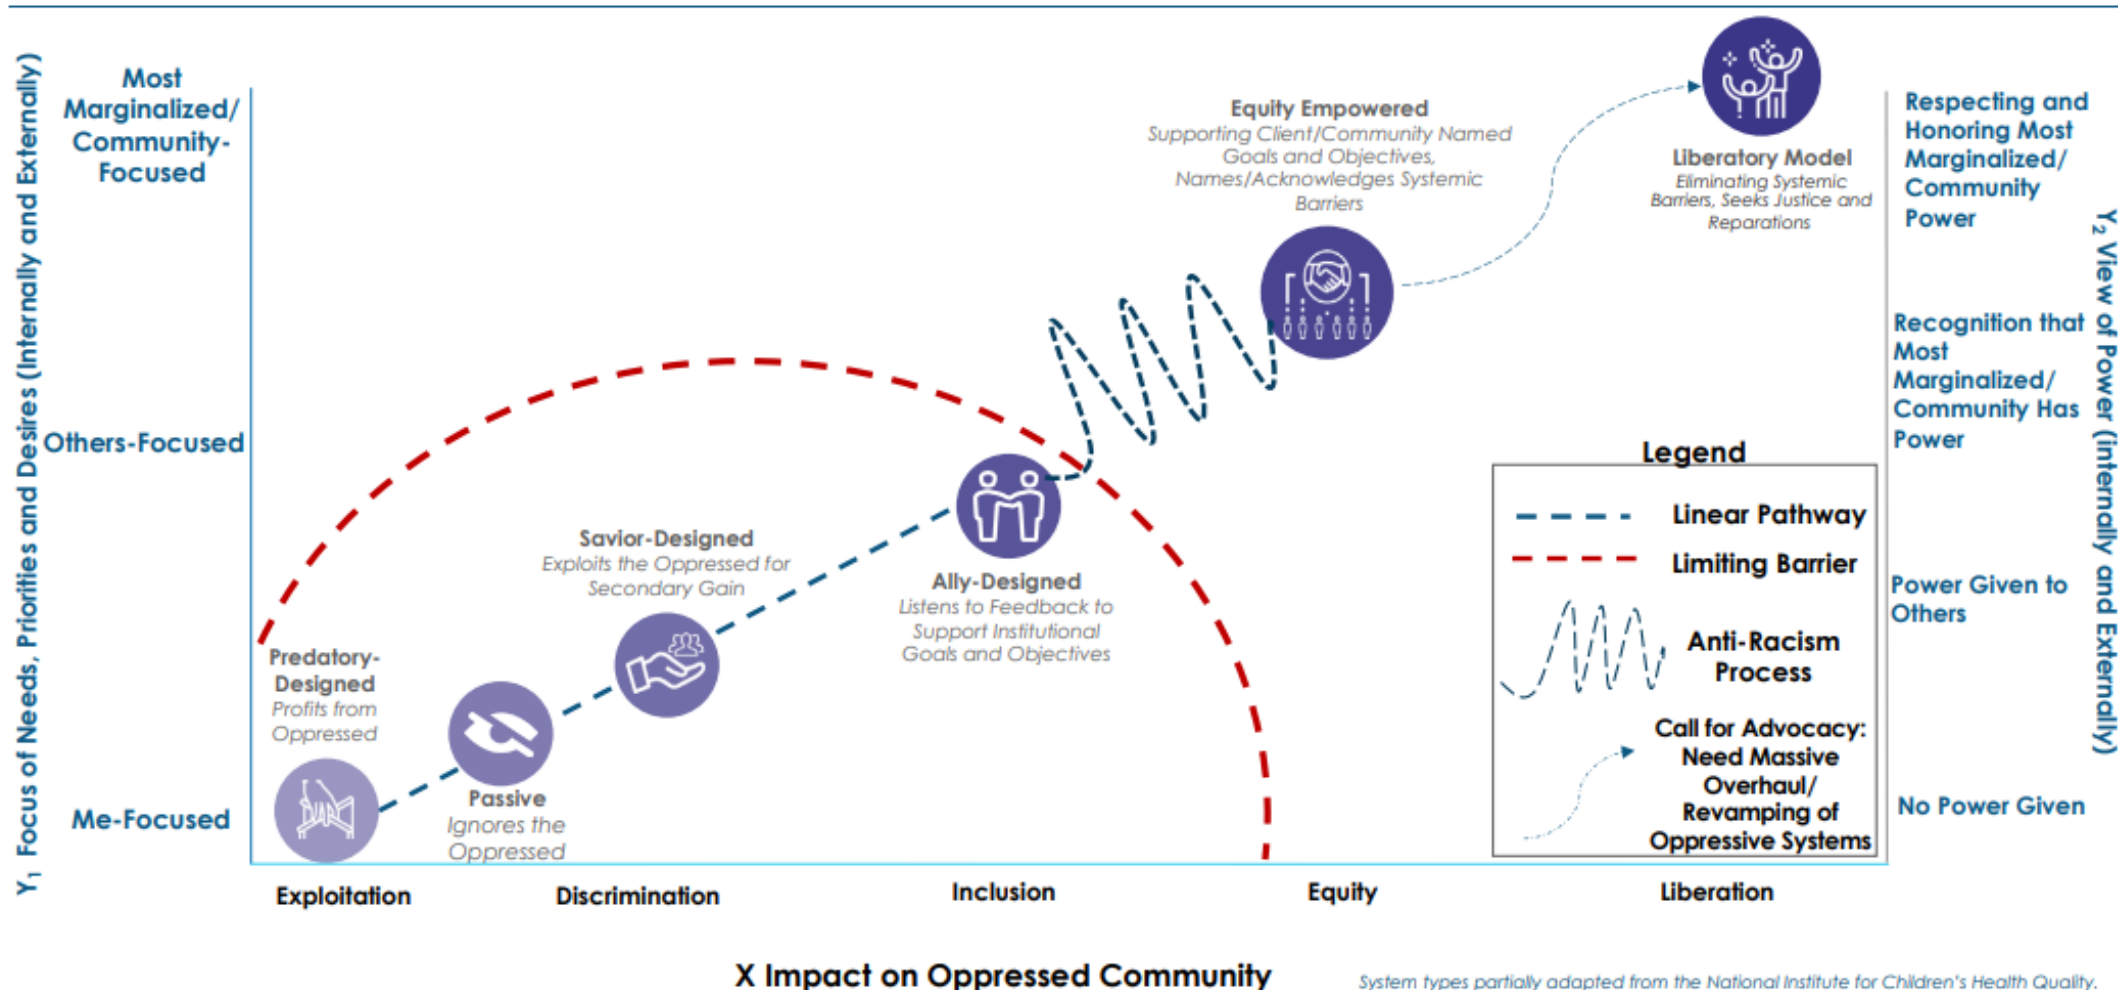 Y₁ Focus of Needs, Priorities and Desires (Internally and Externally)
Most
Marginalized/
Community-
Focused
Others-Focused
Me-Focused
Predatory-
Designed
Profits from
Oppressed
Passive
Ignores the
Oppressed
Savior-Designed
Exploits the Oppressed for
Secondary Gain
Ally-Designed
Listens to Feedback to
Support Institutional
Goals and Objectives
Equity Empowered
Supporting Client/Community Named
Goals and Objectives,
Names/Acknowledges Systemic
Barriers
Liberatory Model
Eliminating Systemic
Barriers, Seeks Justice and
Reparations
Legend
Linear Pathway
Limiting Barrier
Anti-Racism
Process
Call for Advocacy:
Need Massive
Overhaul/
Revamping of
Oppressive Systems
Respecting and
Honoring Most
Marginalized/
Community
Power
Recognition that
Most
Marginalized/
Community Has
Power
Power Given to
Others
No Power Given
Y₂ View of Power (internally and Externally)
Exploitation
Discrimination
Inclusion
Equity
Liberation
X Impact on Oppressed Community
System types partially adapted from the National Institute for Children's Health Quality.